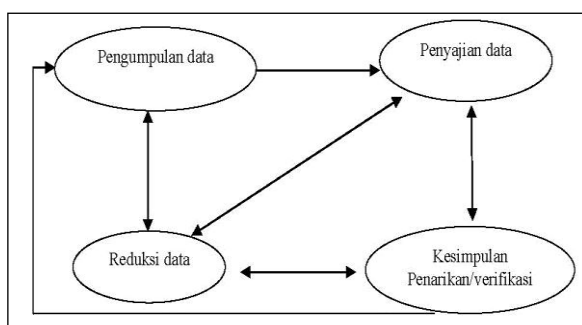 Pengumpulan data
Penyajian data
Reduksi data
Kesimpulan
Penarikan/verifikasi